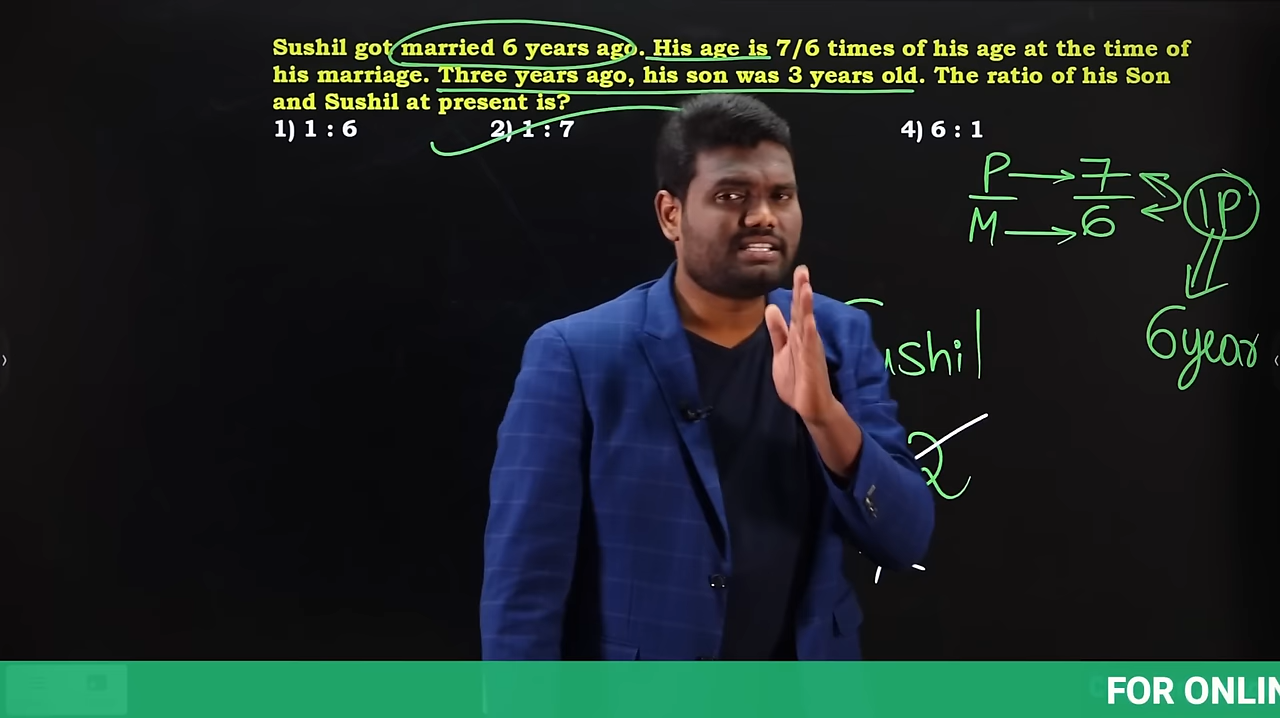 Sushil got married 6 years ago. His age is 7/6 times of his age at the time of
his marriage. Three years ago, his son was 3 years old. The ratio of his Son
and Sushil at present is?
1) 1 : 6 2) 1 : 7 4) 6 : 1
P → 7
M → 6
1P
6year
ushil
2
FOR ONLIN